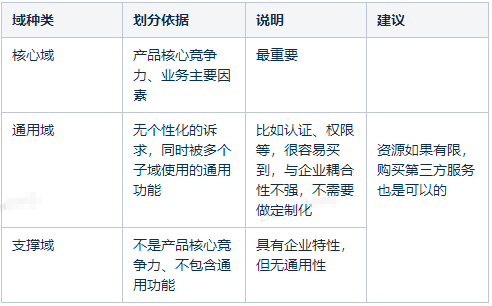 域种类 划分依据 说明 建议
核心域 产品核心竞争 最重要
力、业务主要因
素
通用域 无个性化的诉 比如认证、权限
求，同时被多个 等，很容易买 资源如果有限，
子域使用的通用 到，与企业耦合 购买第三方服务
功能 性不强，不需要 也是可以的
做定制化
支撑域 不是产品核心竞 具有企业特性，
争力、不包含通 但无通用性
用功能